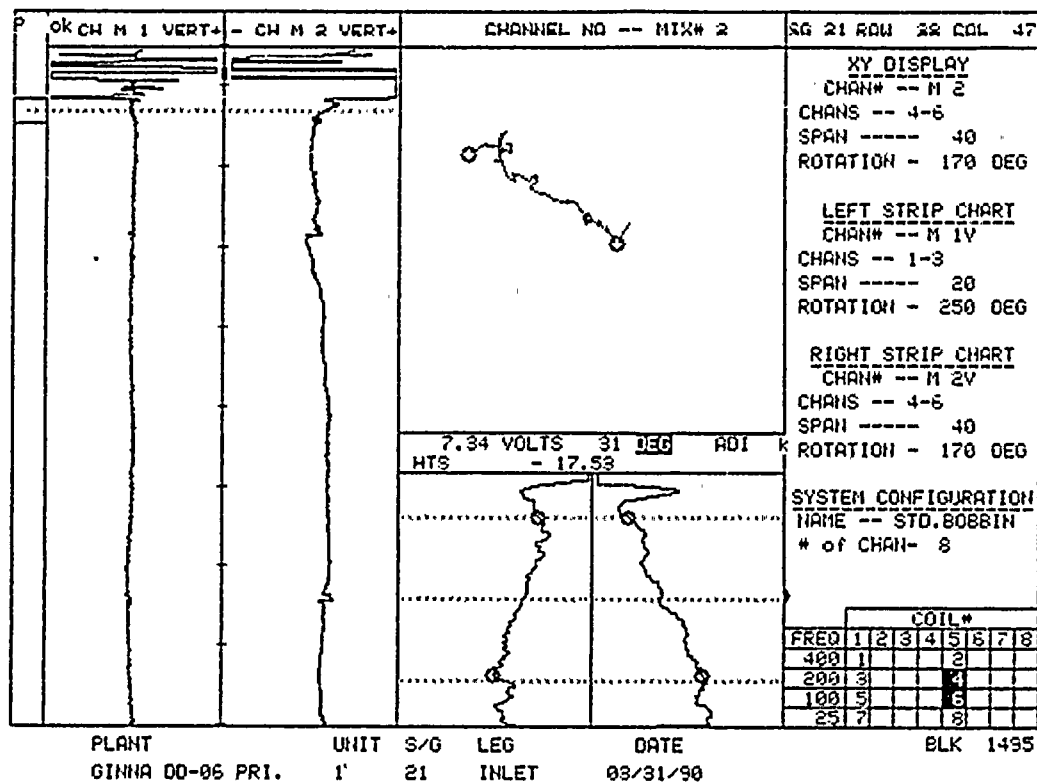 P ok CH M 1 VERT+ - CH M 2 VERT+ CHANNEL NO -- MIX# 2 SG 21 ROW 22 COL 47
XY DISPLAY
CHAN# -- M 2
CHANS -- 4-6
SPAN ----- 40
ROTATION - 170 DEG
LEFT STRIP CHART
CHAN# -- M 1V
CHANS -- 1-3
SPAN ----- 20
ROTATION - 250 DEG
RIGHT STRIP CHART
CHAN# -- M 2V
CHANS -- 4-6
SPAN ----- 40
ROTATION - 170 DEG
7.34 VOLTS 31 DEG ADI k
HTS - 17.53
SYSTEM CONFIGURATION
NAME -- STD.BOBBIN
# of CHAN- 8
COIL#
FREQ 1 2 3 4 5 6 7 8
400 1 2
200 3 4
100 5 6
25 7 8
PLANT UNIT S/G LEG DATE BLK 1495
GINNA DD-06 PRI. 1 21 INLET 03/31/90